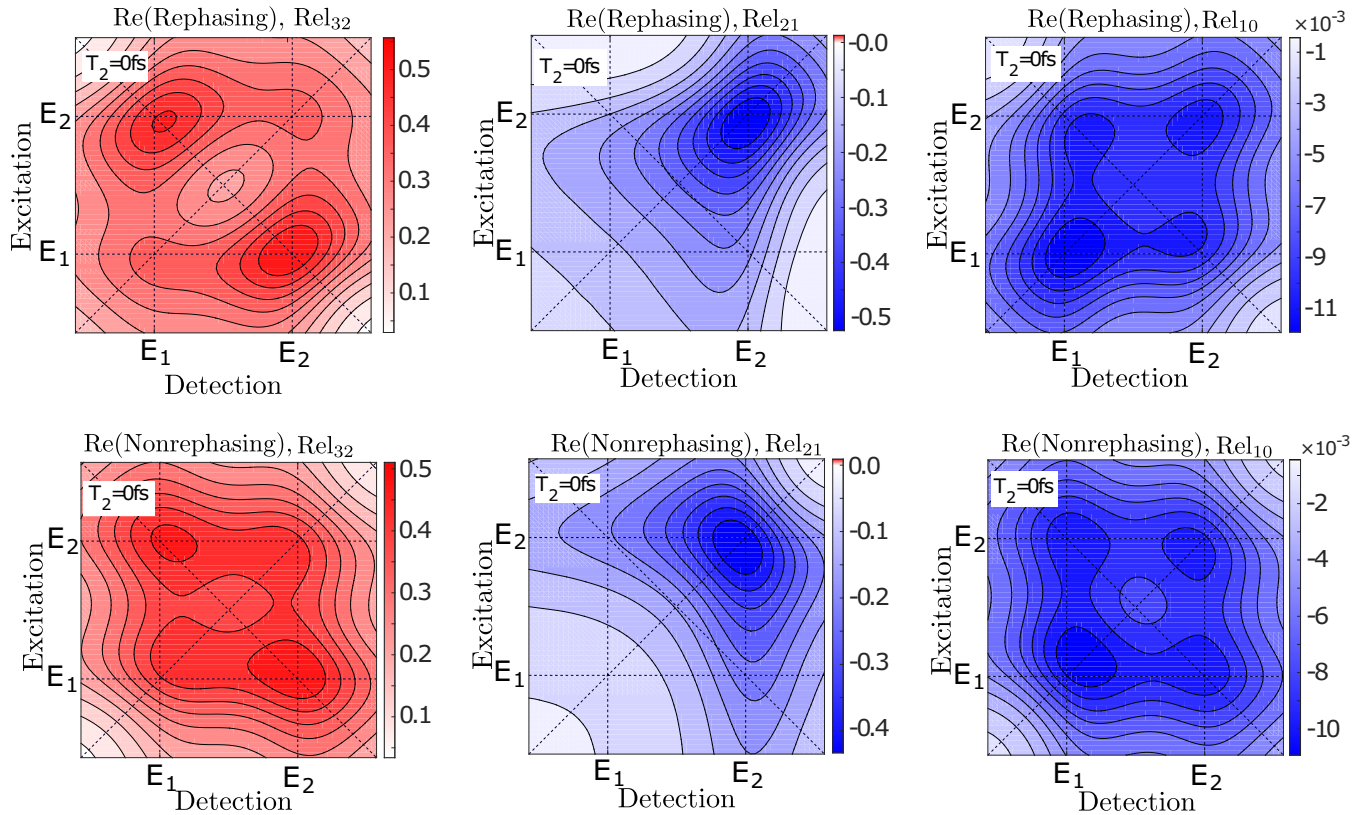 Re(Rephasing), Rel₃₂
T₂=0fs
E₂
E₁
Excitation
E₁ E₂
Detection
0.5
0.4
0.3
0.2
0.1
Re(Rephasing), Rel₂₁
T₂=0fs
E₂
E₁
Excitation
E₁ E₂
Detection
-0.0
-0.1
-0.2
-0.3
-0.4
-0.5
Re(Rephasing), Rel₁₀
T₂=0fs
E₂
E₁
Excitation
E₁ E₂
Detection
×10⁻³
-1
-3
-5
-7
-9
-11
Re(Nonrephasing), Rel₃₂
T₂=0fs
E₂
E₁
Excitation
E₁ E₂
Detection
0.5
0.4
0.3
0.2
0.1
Re(Nonrephasing), Rel₂₁
T₂=0fs
E₂
E₁
Excitation
E₁ E₂
Detection
0.0
-0.1
-0.2
-0.3
-0.4
Re(Nonrephasing), Rel₁₀
T₂=0fs
E₂
E₁
Excitation
E₁ E₂
Detection
×10⁻³
-2
-4
-6
-8
-10